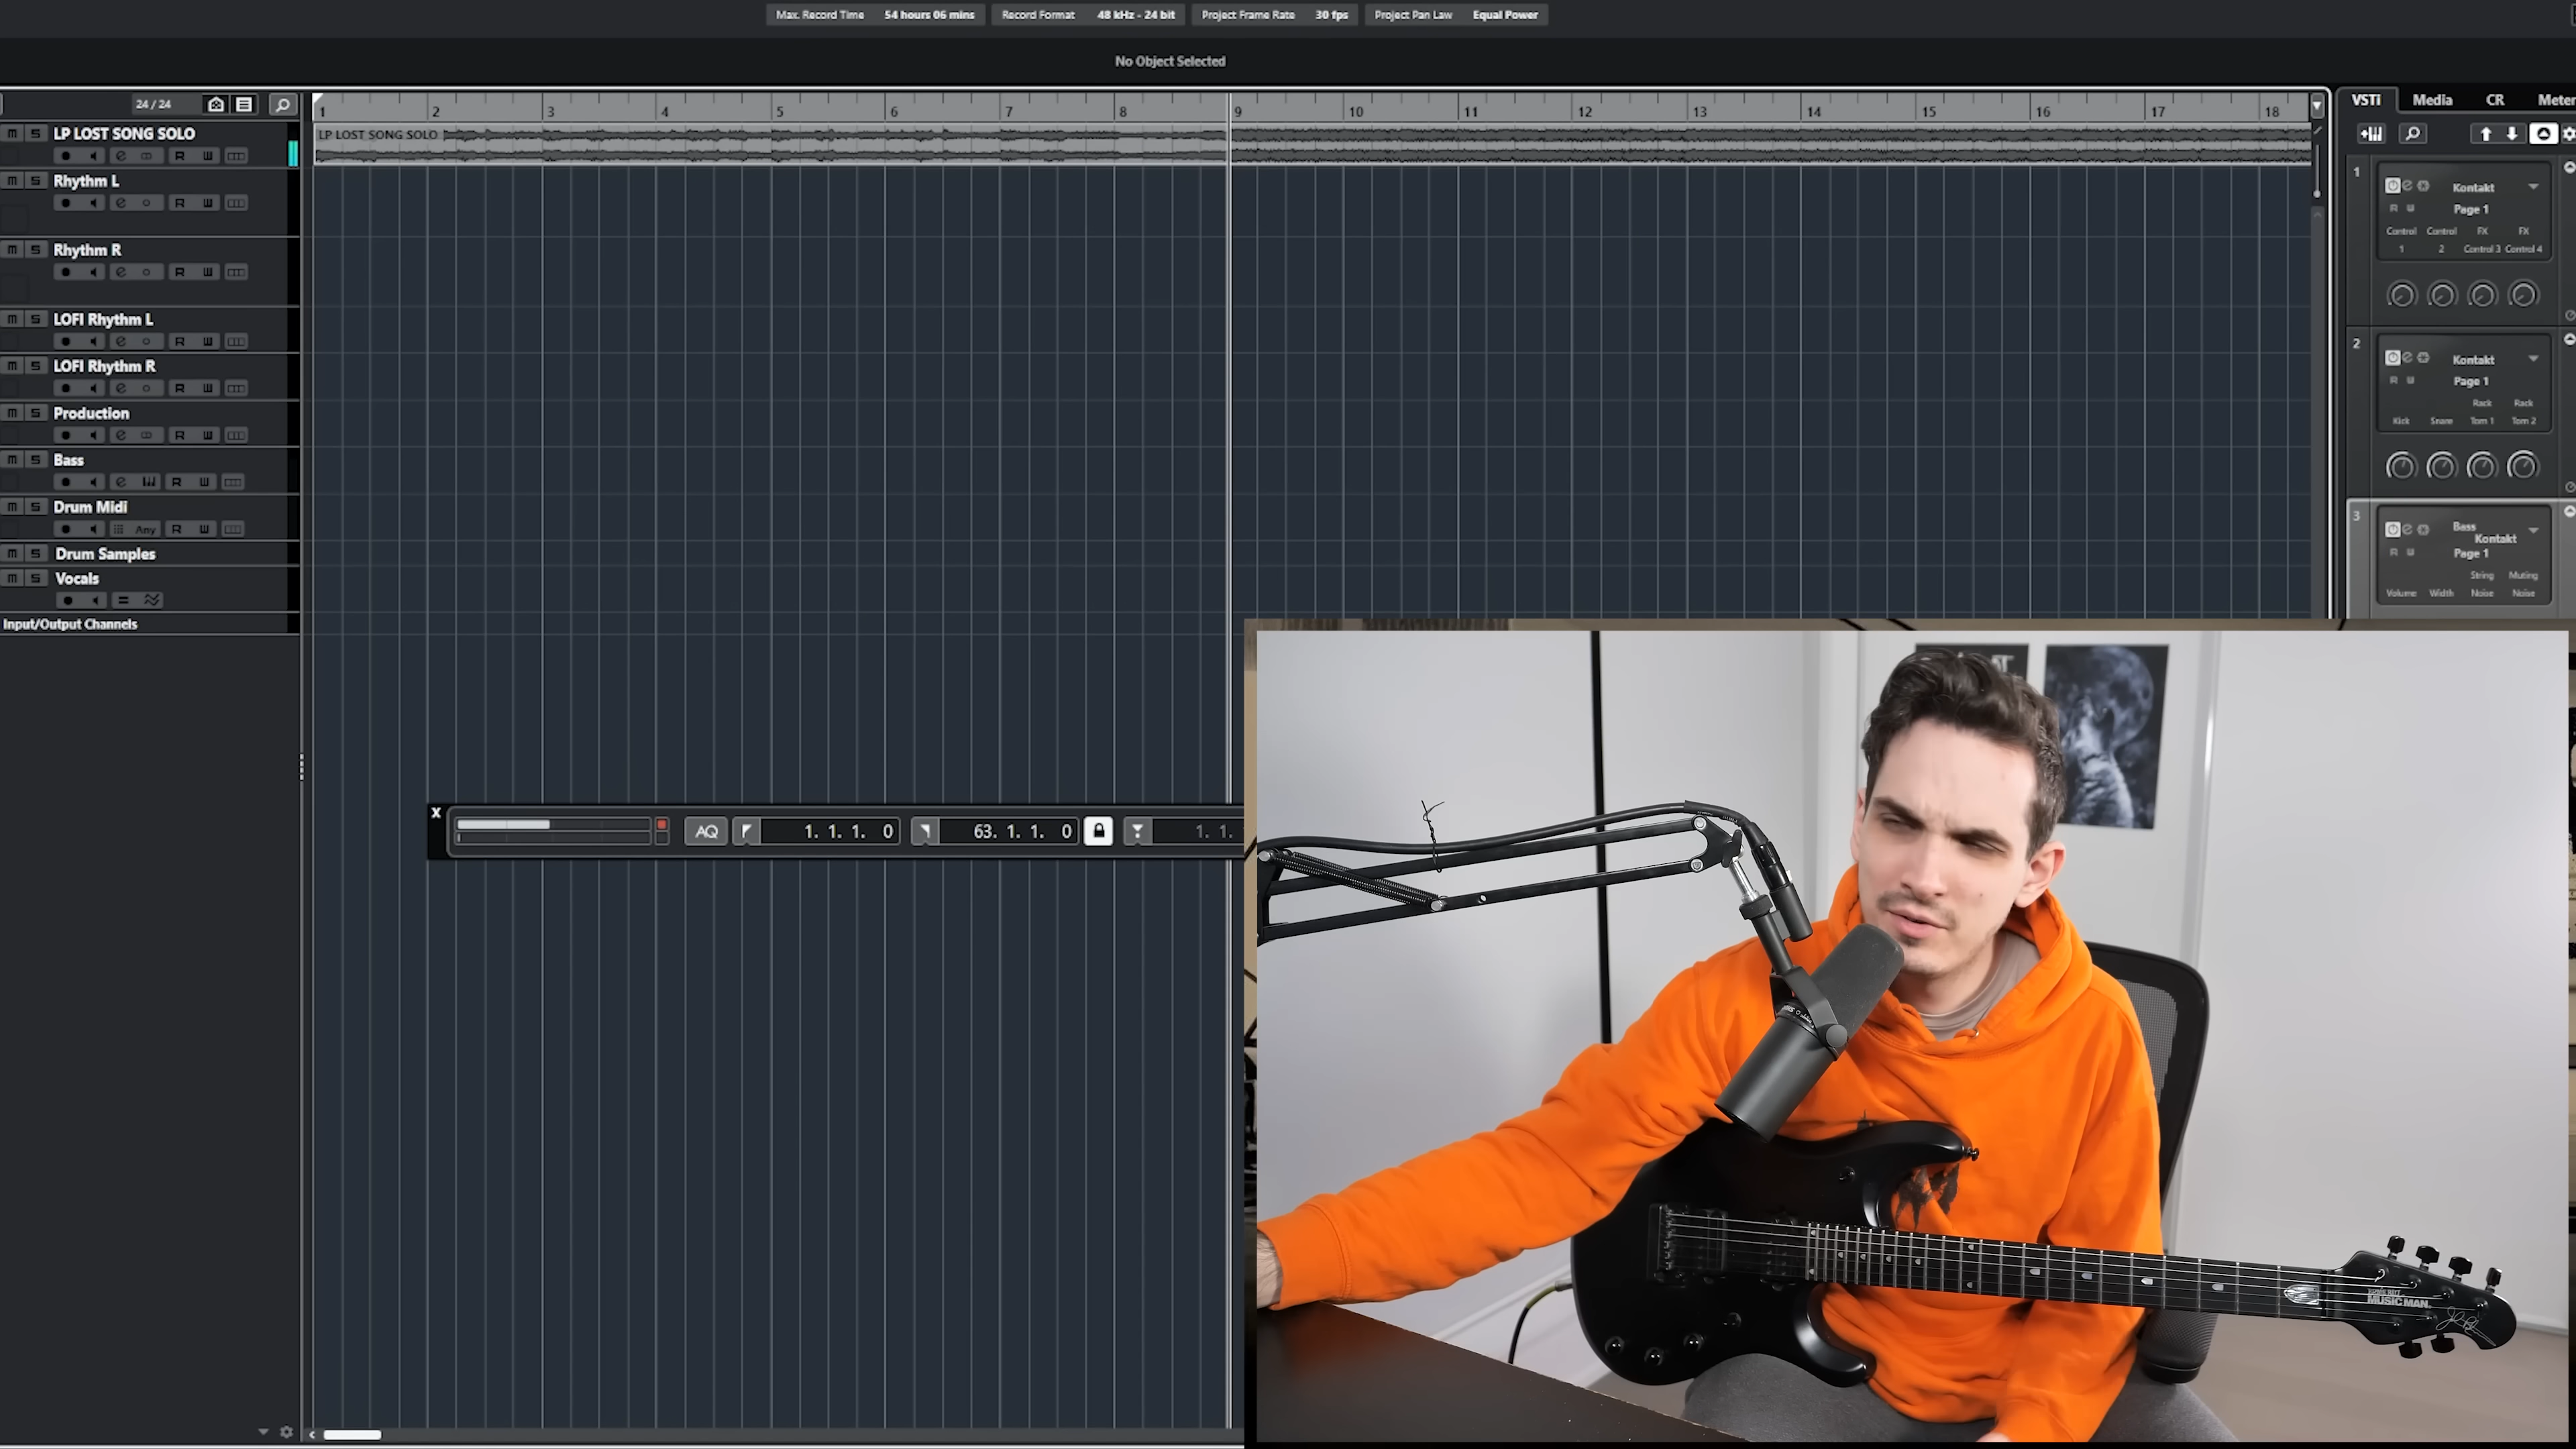 Max. Record Time 54 hours 06 mins Record Format 48 kHz - 24 bit Project Frame Rate 30 fps Project Pan Law Equal Power
No Object Selected
24 / 24
1 2 3 4 5 6 7 8 9 10 11 12 13 14 15 16 17 18
VSTi Media CR Meter
m S LP LOST SONG SOLO
LP LOST SONG SOLO
R W
m S Rhythm L
R W
m S Rhythm R
R W
m S LOFI Rhythm L
R W
m S LOFI Rhythm R
R W
m S Production
R W
m S Bass
R W
m S Drum Midi
Any R W
m S Drum Samples
m S Vocals
Input/Output Channels
1 Kontakt
R W Page 1
Control Control FX FX
1 2 Control 3 Control 4
2 Kontakt
R W Page 1
Rack Rack
Kick Snare Tom 1 Tom 2
3 Bass
Kontakt
R W Page 1
String Muting
Volume Width Noise Noise
X
AQ 1. 1. 1. 0 63. 1. 1. 0 1. 1.
MUSIC MAN